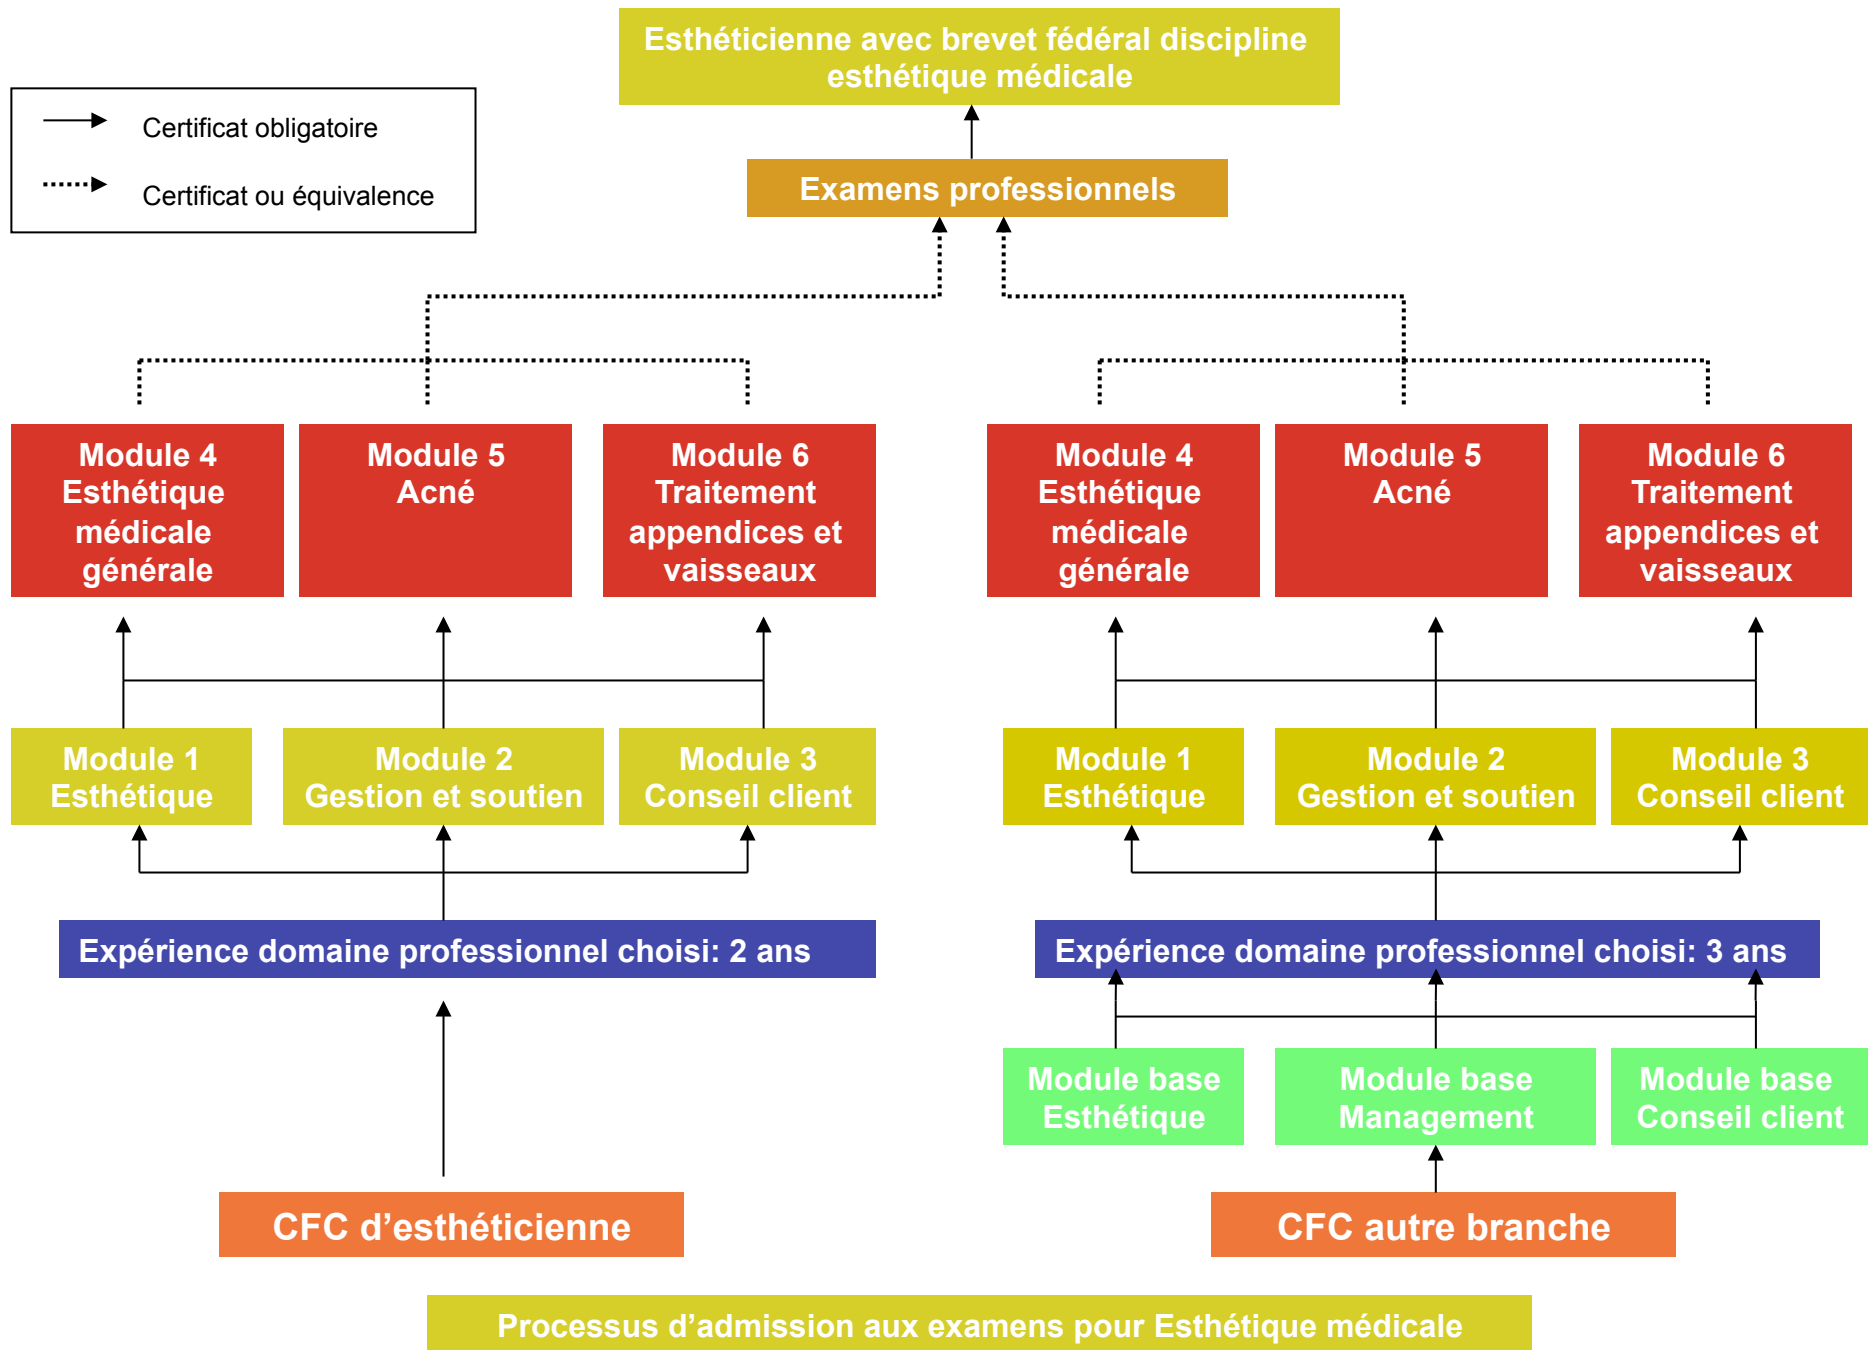 Esthéticienne avec brevet fédéral discipline
esthétique médicale
Certificat obligatoire
Certificat ou équivalence
Examens professionnels
Module 4
Esthétique
médicale
générale
Module 5
Acné
Module 6
Traitement
appendices et
vaisseaux
Module 4
Esthétique
médicale
générale
Module 5
Acné
Module 6
Traitement
appendices et
vaisseaux
Module 1
Esthétique
Module 2
Gestion et soutien
Module 3
Conseil client
Module 1
Esthétique
Module 2
Gestion et soutien
Module 3
Conseil client
Expérience domaine professionnel choisi: 2 ans
Expérience domaine professionnel choisi: 3 ans
Module base
Esthétique
Module base
Management
Module base
Conseil client
CFC d’esthéticienne
CFC autre branche
Processus d’admission aux examens pour Esthétique médicale